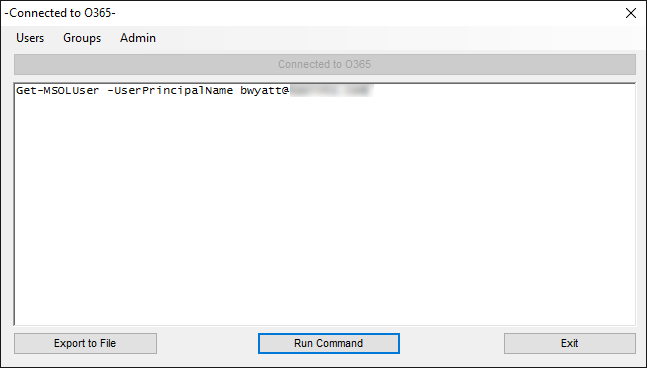 -Connected to O365-
Users Groups Admin
Connected to O365
Get-MSOLUser -UserPrincipalName bwyatt@
Export to File Run Command Exit